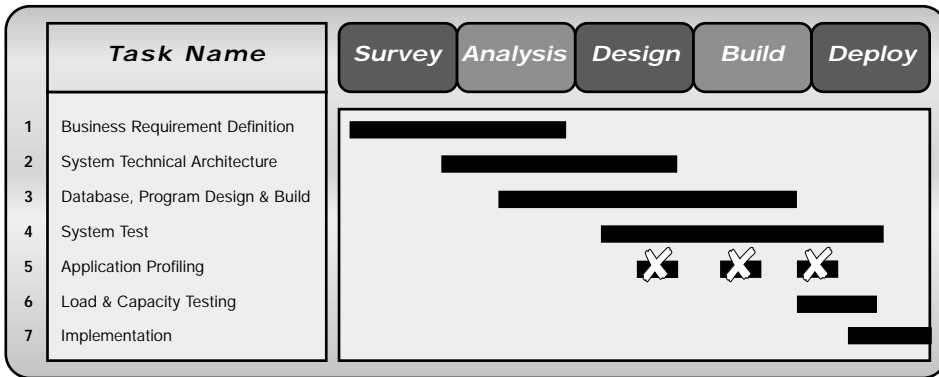 Task Name
Survey Analysis Design Build Deploy
1 Business Requirement Definition
2 System Technical Architecture
3 Database, Program Design & Build
4 System Test
5 Application Profiling
6 Load & Capacity Testing
7 Implementation